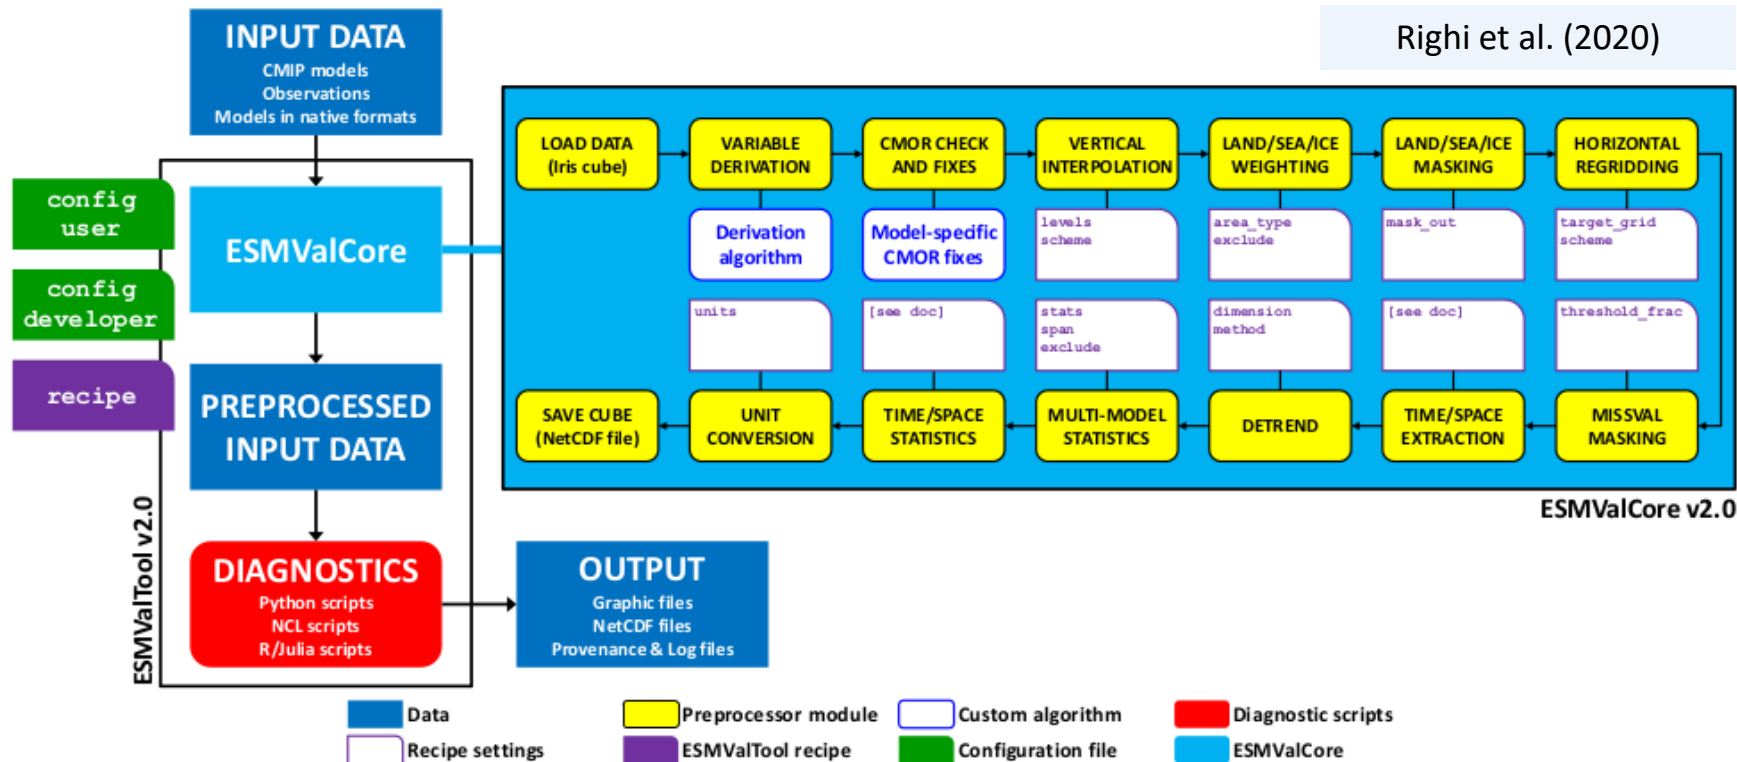 Righi et al. (2020)
INPUT DATA
CMIP models
Observations
Models in native formats
config
user
config
developer
recipe
ESMValCore
PREPROCESSED
INPUT DATA
DIAGNOSTICS
Python scripts
NCL scripts
R/Julia scripts
ESMValTool v2.0
OUTPUT
Graphic files
NetCDF files
Provenance & Log files
LOAD DATA
(Iris cube)
VARIABLE
DERIVATION
CMOR CHECK
AND FIXES
VERTICAL
INTERPOLATION
LAND/SEA/ICE
WEIGHTING
LAND/SEA/ICE
MASKING
HORIZONTAL
REGRIDDING
Derivation
algorithm
Model-specific
CMOR fixes
levels
scheme
area_type
exclude
mask_out
target_grid
scheme
units
[see doc]
stats
span
exclude
dimension
method
[see doc]
threshold_frac
SAVE CUBE
(NetCDF file)
UNIT
CONVERSION
TIME/SPACE
STATISTICS
MULTI-MODEL
STATISTICS
DETREND
TIME/SPACE
EXTRACTION
MISSVAL
MASKING
ESMValCore v2.0
Data
Preprocessor module
Custom algorithm
Diagnostic scripts
Recipe settings
ESMValTool recipe
Configuration file
ESMValCore